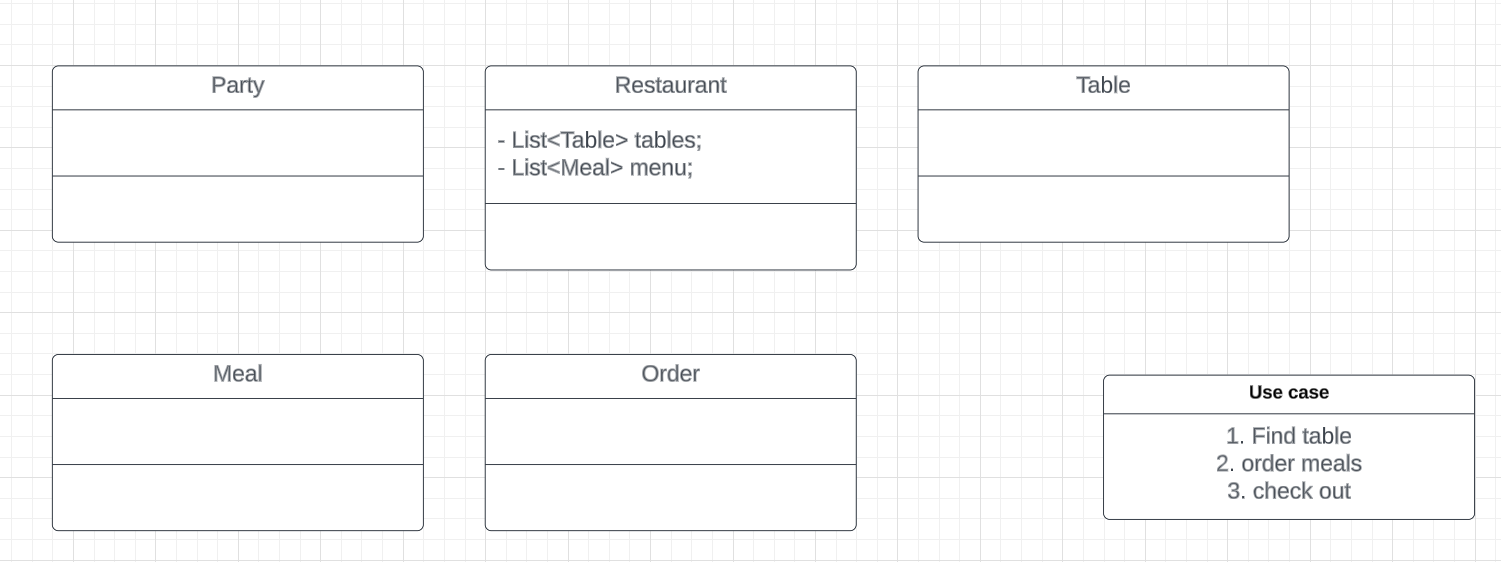 Party
Restaurant
- List<Table> tables;
- List<Meal> menu;
Table
Meal
Order
Use case
1. Find table
2. order meals
3. check out